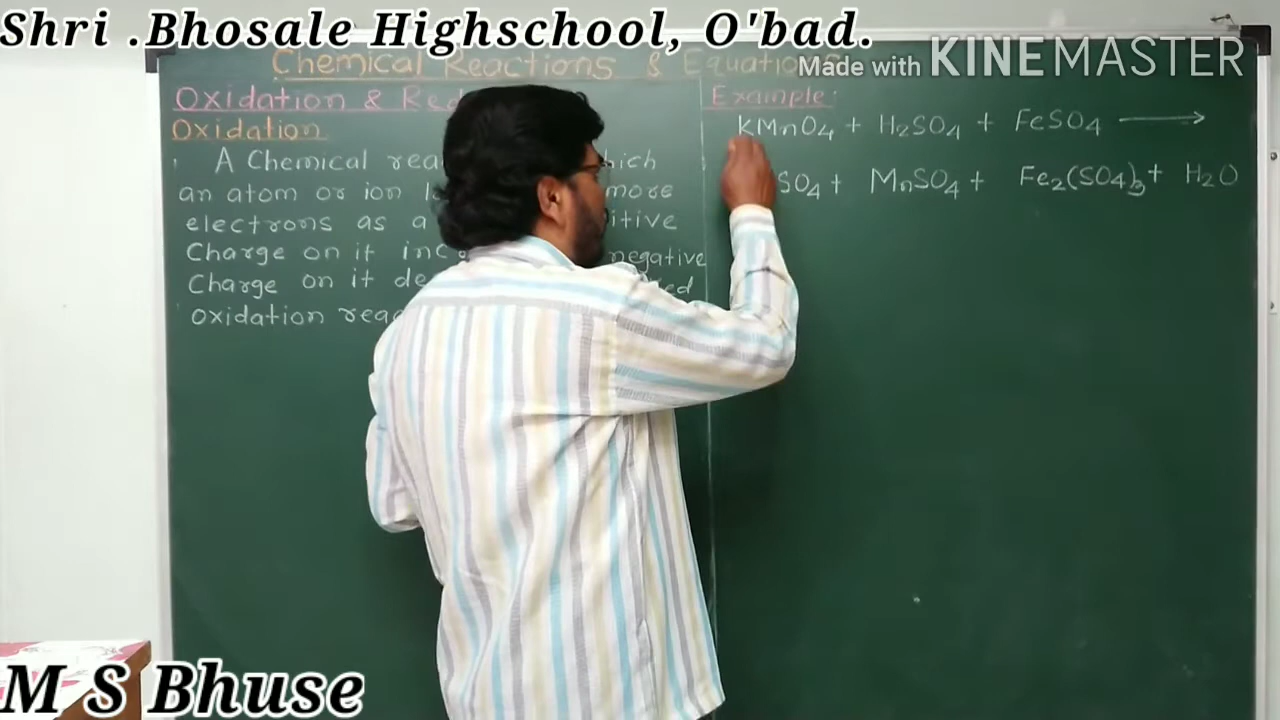 Shri .Bhosale Highschool, O'bad.
Made with KINEMASTER
Chemical Reactions & Equations
Oxidation & Red
Oxidation
A Chemical rea hich
an atom or ion l more
electrons as a itive
Charge on it inc negative
Charge on it de ed
Oxidation rea
Example:
KMnO4 + H2SO4 + FeSO4 ⟶
SO4 + MnSO4 + Fe2(SO4)3 + H2O
M S Bhuse